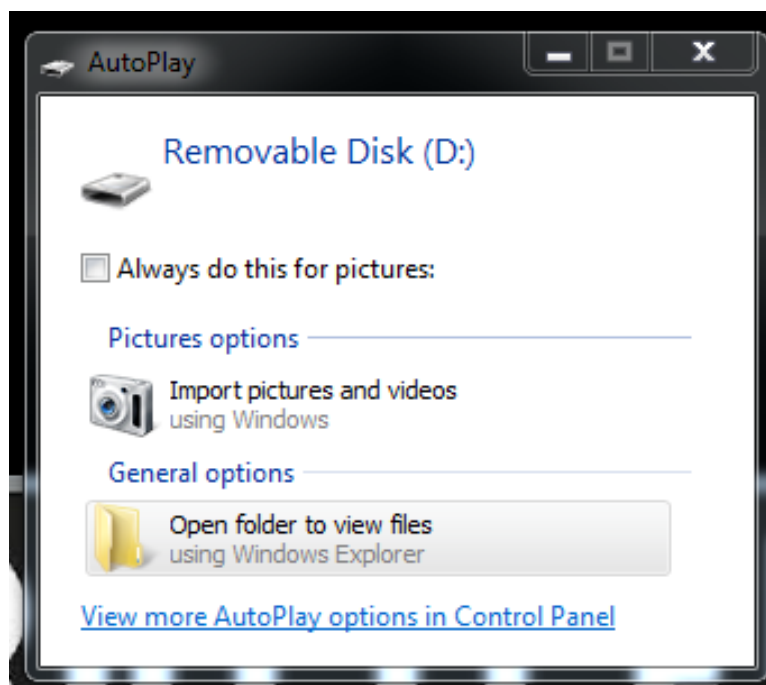 AutoPlay
Removable Disk (D:)
Always do this for pictures:
Pictures options
Import pictures and videos
using Windows
General options
Open folder to view files
using Windows Explorer
View more AutoPlay options in Control Panel